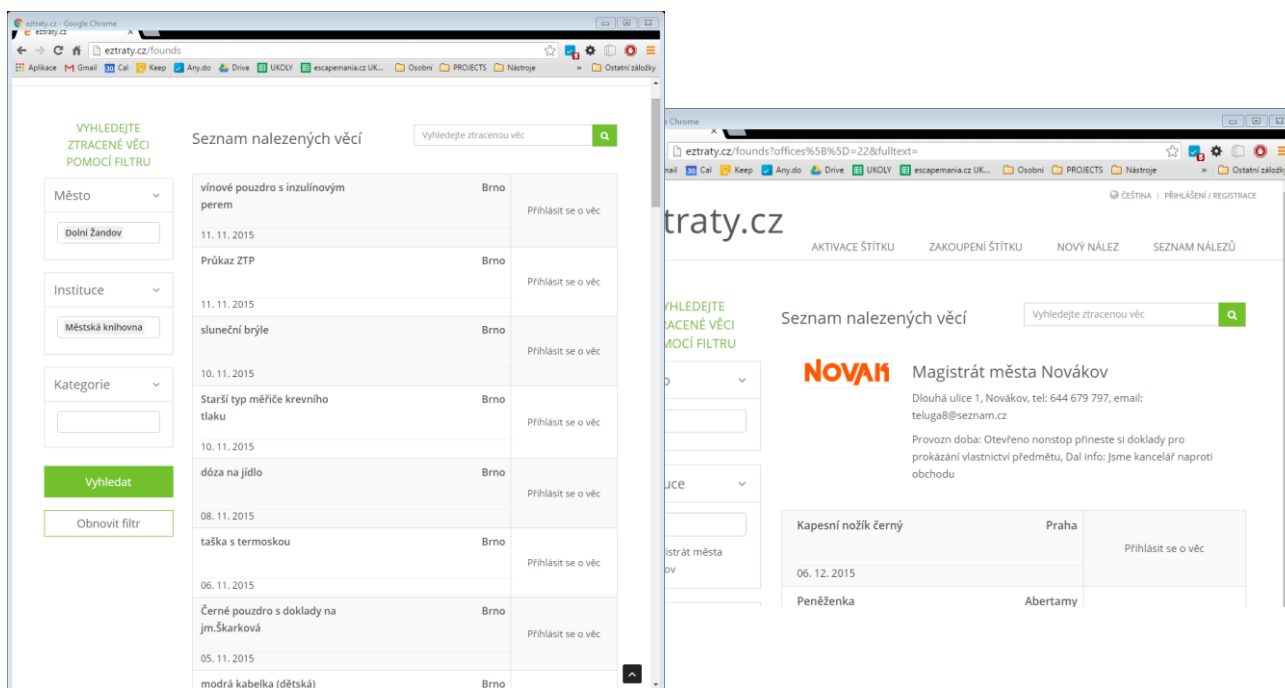 eztraty.cz - Google Chrome
eztraty.cz
eztraty.cz/founds
Aplikace Gmail 30 Cal Keep Any.do Drive UKOLY escapemania.cz UK... Osobní PROJECTS Nástroje » Ostatní záložky
VYHLEDEJTE
ZTRACENÉ VĚCI
POMOCÍ FILTRU
Město
Dolní Žandov
Instituce
Městská knihovna
Kategorie
Vyhledat
Obnovit filtr
Seznam nalezených věcí
Vyhledejte ztracenou věc
vínové pouzdro s inzulínovým
perem
Brno
11. 11. 2015
Přihlásit se o věc
Průkaz ZTP
Brno
11. 11. 2015
Přihlásit se o věc
sluneční brýle
Brno
10. 11. 2015
Přihlásit se o věc
Starší typ měřiče krevního
tlaku
Brno
10. 11. 2015
Přihlásit se o věc
dóza na jídlo
Brno
08. 11. 2015
Přihlásit se o věc
taška s termoskou
Brno
06. 11. 2015
Přihlásit se o věc
Černé pouzdro s doklady na
jm.Škarková
Brno
05. 11. 2015
Přihlásit se o věc
modrá kabelka (dětská)
Brno
Chrome
eztraty.cz/founds?offices%5B%5D=22&fulltext=
nail 30 Cal Keep Any.do Drive UKOLY escapemania.cz UK... Osobní PROJECTS Nástroje » Ostatní záložky
ČEŠTINA | PŘIHLÁŠENÍ / REGISTRACE
traty.cz
AKTIVACE ŠTÍTKU ZAKOUPENÍ ŠTÍTKU NOVÝ NÁLEZ SEZNAM NÁLEZŮ
YHLEDEJTE
RACENÉ VĚCI
MOCÍ FILTRU
o
uce
istrát města
ov
Seznam nalezených věcí
Vyhledejte ztracenou věc
NOVAK
Magistrát města Novákov
Dlouhá ulice 1, Novákov, tel: 644 679 797, email:
teluga8@seznam.cz
Provozn doba: Otevřeno nonstop přineste si doklady pro
prokázání vlastnictví předmětu, Dal info: Jsme kancelář naproti
obchodu
Kapesní nožík černý
Praha
06. 12. 2015
Přihlásit se o věc
Peněženka
Abertamy